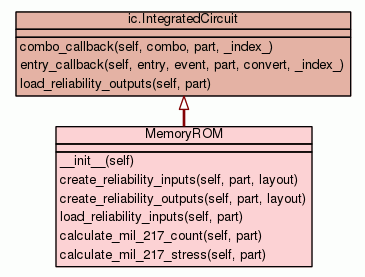 ic.IntegratedCircuit
combo_callback(self, combo, part, _index_)
entry_callback(self, entry, event, part, convert, _index_)
load_reliability_outputs(self, part)
MemoryROM
__init__(self)
create_reliability_inputs(self, part, layout)
create_reliability_outputs(self, part, layout)
load_reliability_inputs(self, part)
calculate_mil_217_count(self, part)
calculate_mil_217_stress(self, part)